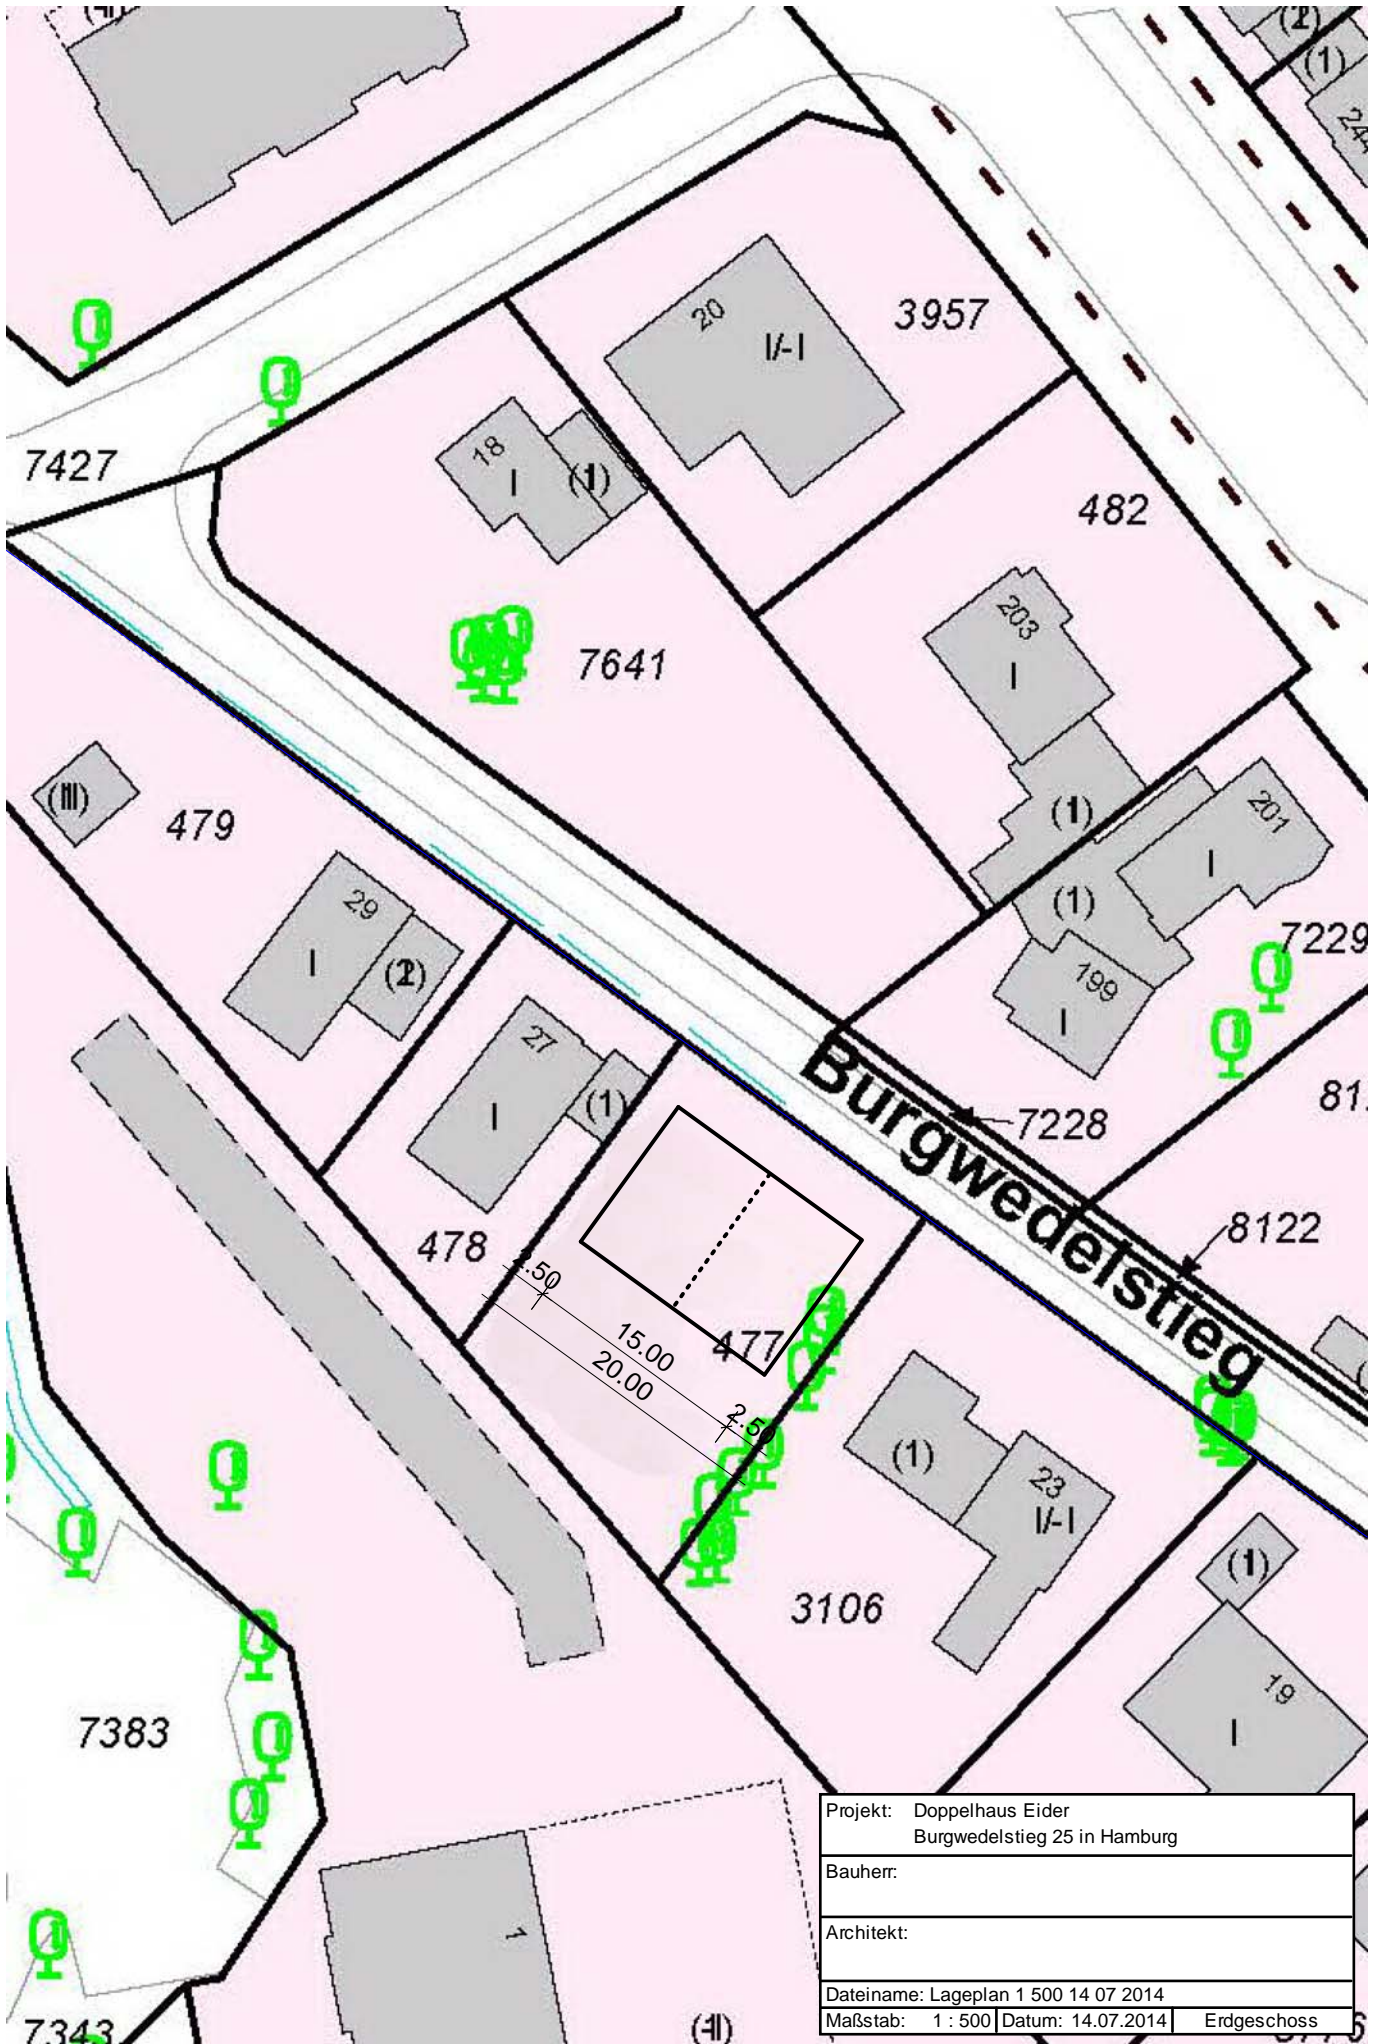 (1)
20
I/-I
3957
18
I
(1)
7427
482
203
I
7641
(1)
201
I
479
(1)
29
I
7229
199
I
27
I
(1)
Burgwedelstieg
7228
8122
478
2.50
15.00
20.00
477
2.50
(1)
23
I/-I
3106
(1)
19
I
7383
1
7343
Projekt: Doppelhaus Eider
Burgwedelstieg 25 in Hamburg
Bauherr:
Architekt:
Dateiname: Lageplan 1 500 14 07 2014
Maßstab: 1 : 500 Datum: 14.07.2014 Erdgeschoss